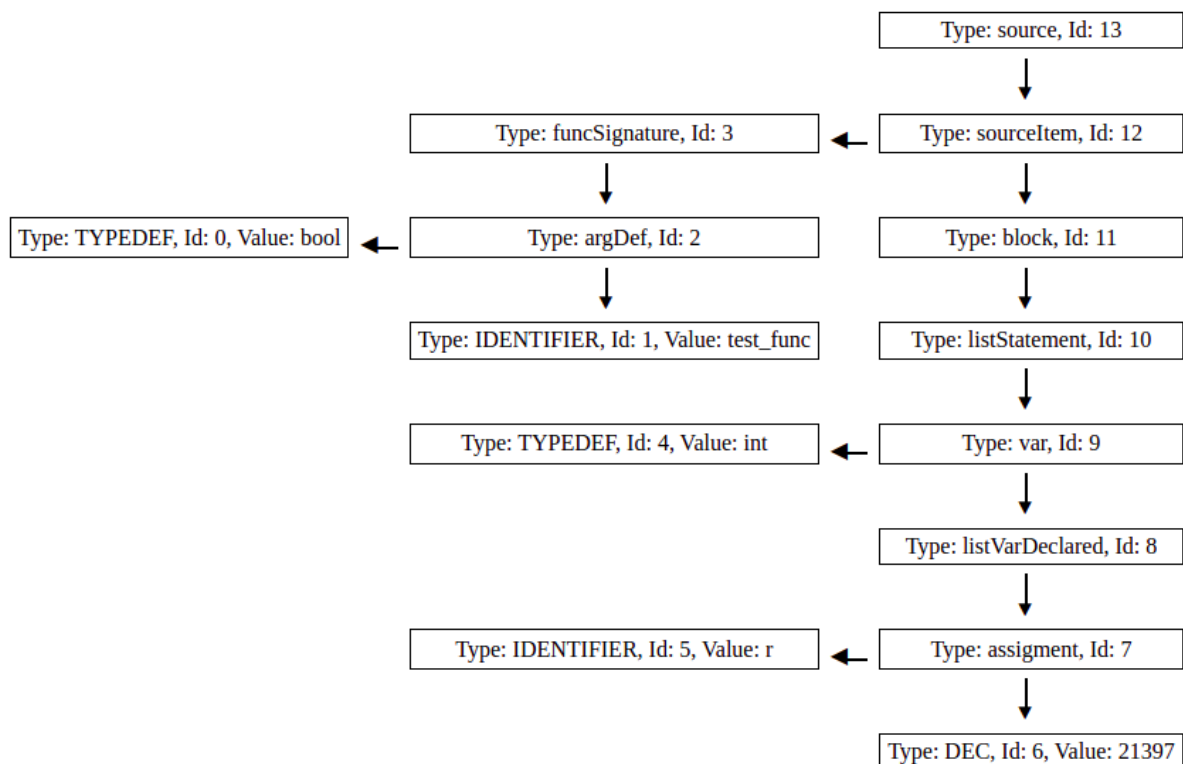 Type: source, Id: 13
Type: funcSignature, Id: 3
Type: sourceItem, Id: 12
Type: TYPEDEF, Id: 0, Value: bool
Type: argDef, Id: 2
Type: block, Id: 11
Type: IDENTIFIER, Id: 1, Value: test_func
Type: listStatement, Id: 10
Type: TYPEDEF, Id: 4, Value: int
Type: var, Id: 9
Type: listVarDeclared, Id: 8
Type: IDENTIFIER, Id: 5, Value: r
Type: assigment, Id: 7
Type: DEC, Id: 6, Value: 21397